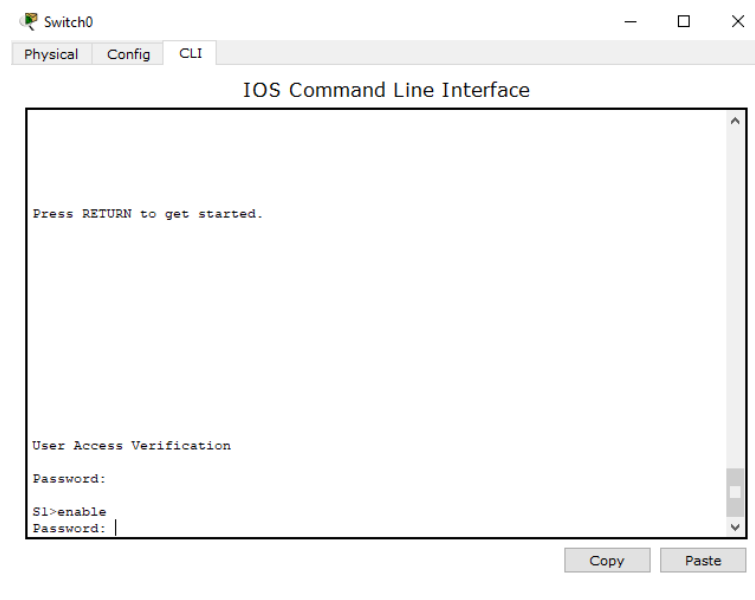 Switch0
Physical Config CLI
IOS Command Line Interface
Press RETURN to get started.
User Access Verification
Password:
S1>enable
Password:
Copy Paste